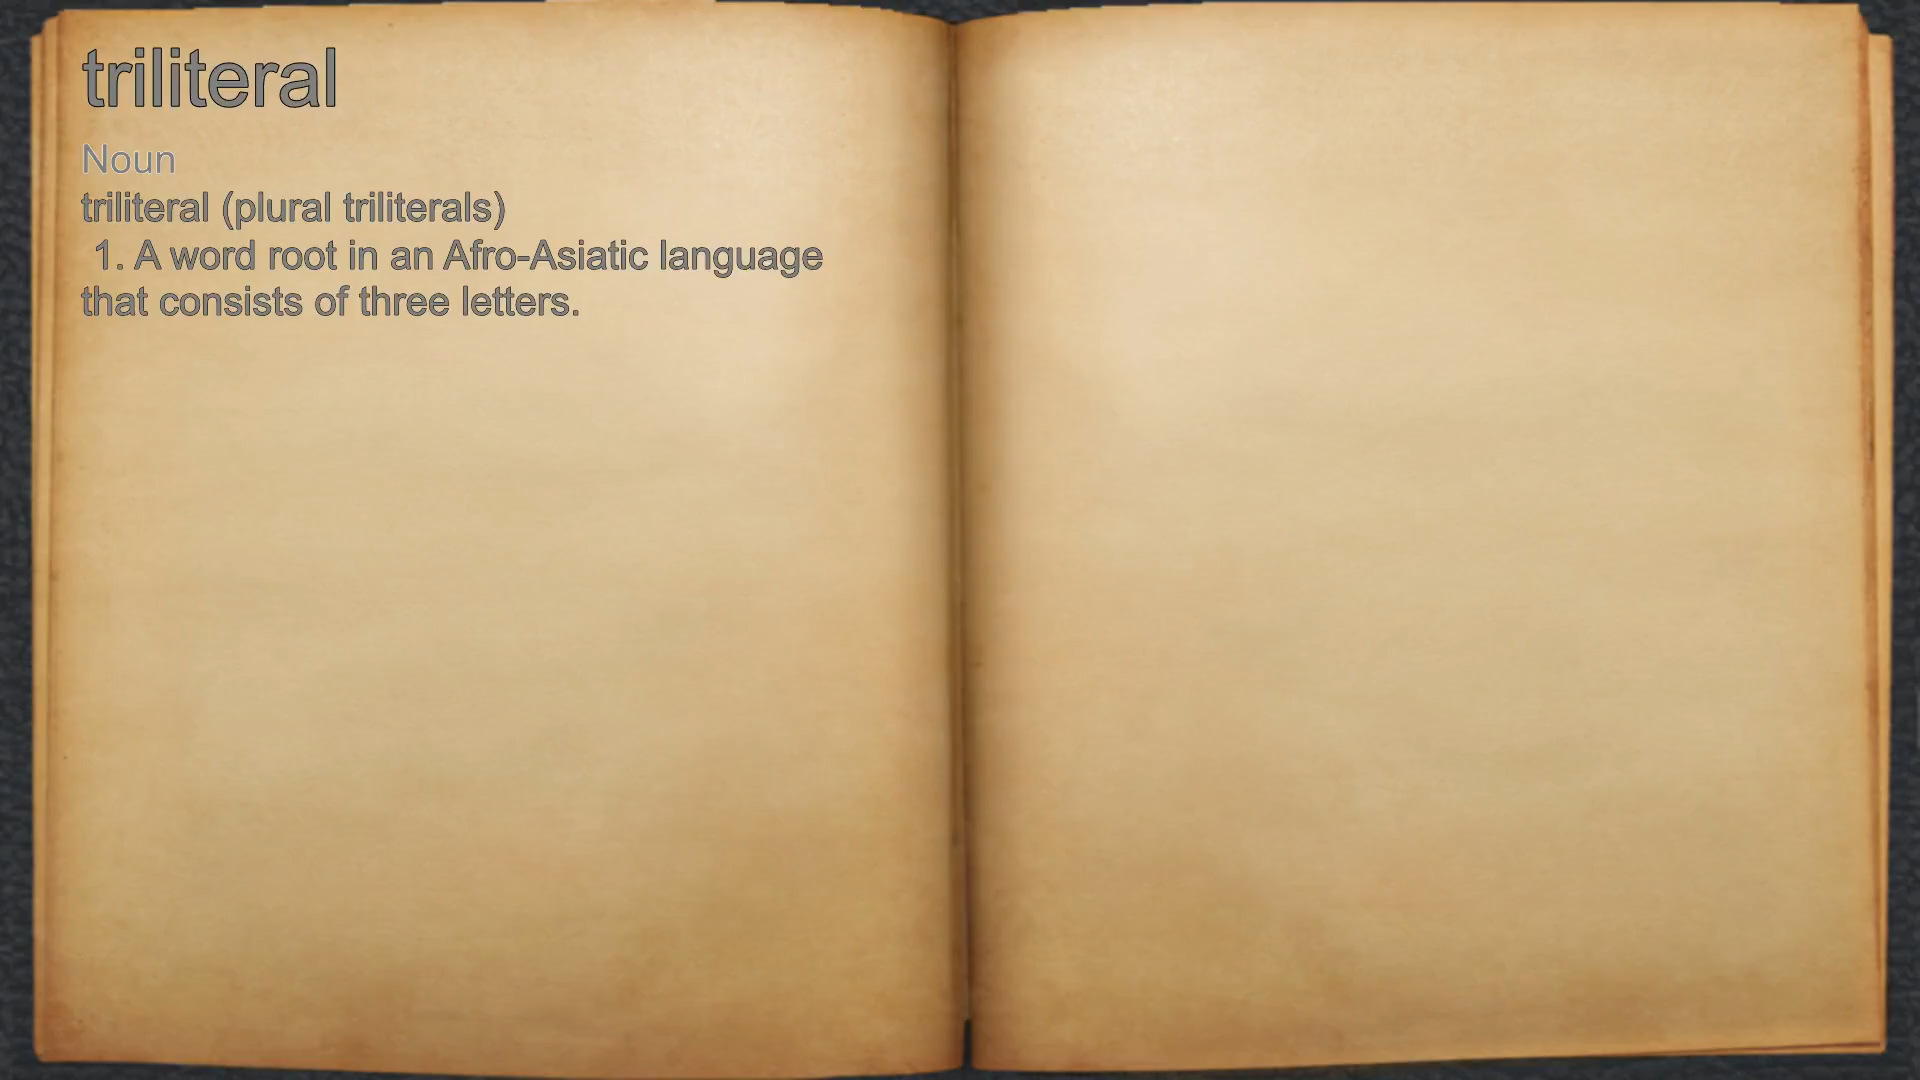 triliteral
Noun
triliteral (plural triliterals)
1. A word root in an Afro-Asiatic language
that consists of three letters.